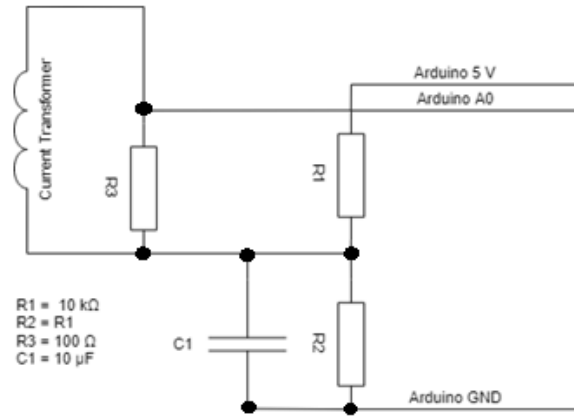 Arduino 5 V
Arduino A0
Current Transformer
R3
R1
R1 = 10 kΩ
R2 = R1
R3 = 100 Ω
C1 = 10 µF
C1
R2
Arduino GND